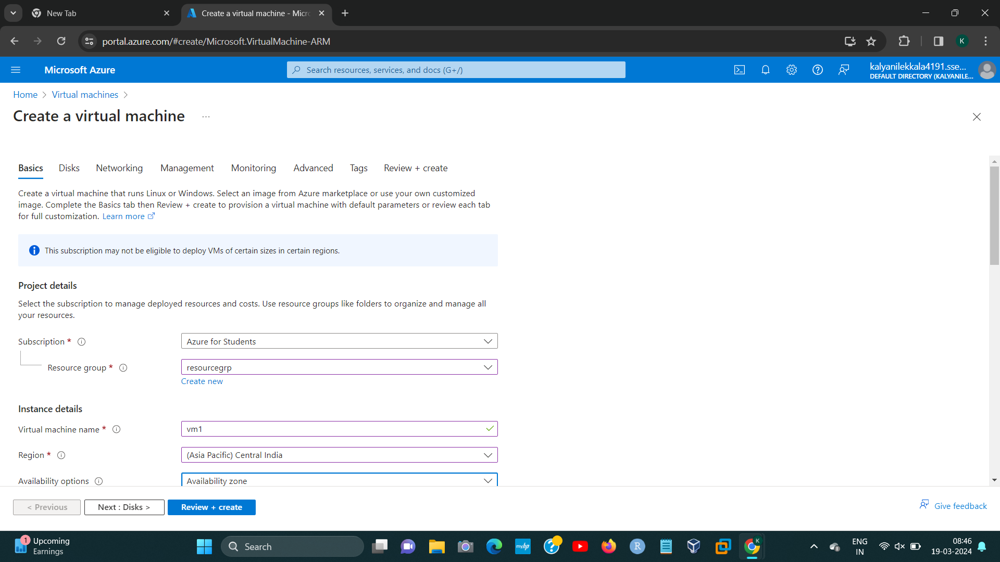 New Tab
Create a virtual machine - Micro
portal.azure.com/#create/Microsoft.VirtualMachine-ARM
K
Microsoft Azure
Search resources, services, and docs (G+/)
kalyanilekkala4191.sse...
DEFAULT DIRECTORY (KALYANILE...
Home > Virtual machines >
Create a virtual machine ...
Basics Disks Networking Management Monitoring Advanced Tags Review + create
Create a virtual machine that runs Linux or Windows. Select an image from Azure marketplace or use your own customized
image. Complete the Basics tab then Review + create to provision a virtual machine with default parameters or review each tab
for full customization. Learn more
This subscription may not be eligible to deploy VMs of certain sizes in certain regions.
Project details
Select the subscription to manage deployed resources and costs. Use resource groups like folders to organize and manage all
your resources.
Subscription * Azure for Students
Resource group * resourcegrp
Create new
Instance details
Virtual machine name * vm1
Region * (Asia Pacific) Central India
Availability options Availability zone
< Previous Next : Disks > Review + create
Give feedback
1
Upcoming
Earnings
Search
myhp
R
K
ENG
IN
08:46
19-03-2024